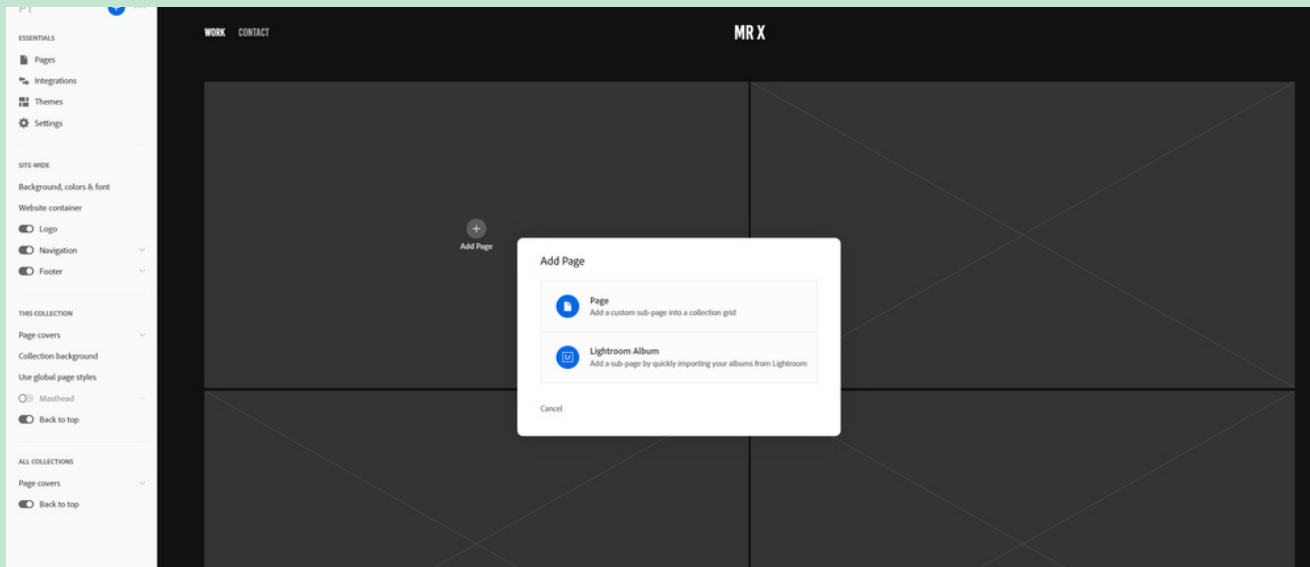 ESSENTIALS
Pages
Integrations
Themes
Settings
SITE-WIDE
Background, colors & font
Website container
Logo
Navigation
Footer
THIS COLLECTION
Page covers
Collection background
Use global page styles
Masthead
Back to top
ALL COLLECTIONS
Page covers
Back to top
WORK CONTACT
MR X
Add Page
Add Page
Page
Add a custom sub-page into a collection grid
Lr
Lightroom Album
Add a sub-page by quickly importing your albums from Lightroom
Cancel